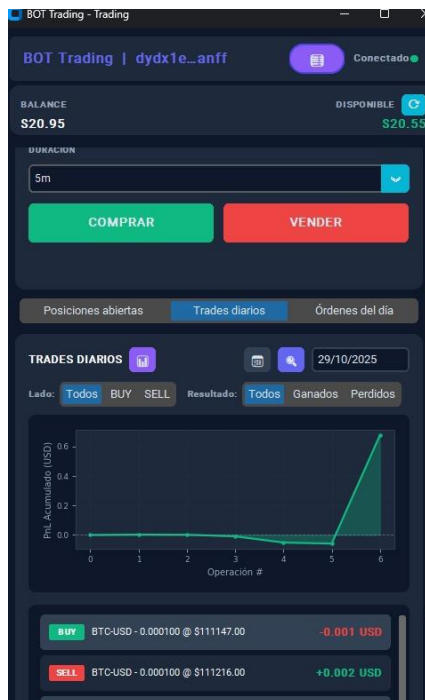 BOT Trading - Trading
BOT Trading | dydx1e…anff
Conectado
BALANCE
DISPONIBLE
$20.95
$20.55
DURACIÓN
5m
COMPRAR
VENDER
Posiciones abiertas
Trades diarios
Órdenes del día
TRADES DIARIOS
29/10/2025
Lado: Todos BUY SELL Resultado: Todos Ganados Perdidos
PnL Acumulado (USD)
0.6
0.4
0.2
0.0
0 1 2 3 4 5 6
Operación #
BUY BTC-USD - 0.000100 @ $111147.00 -0.001 USD
SELL BTC-USD - 0.000100 @ $111216.00 +0.002 USD